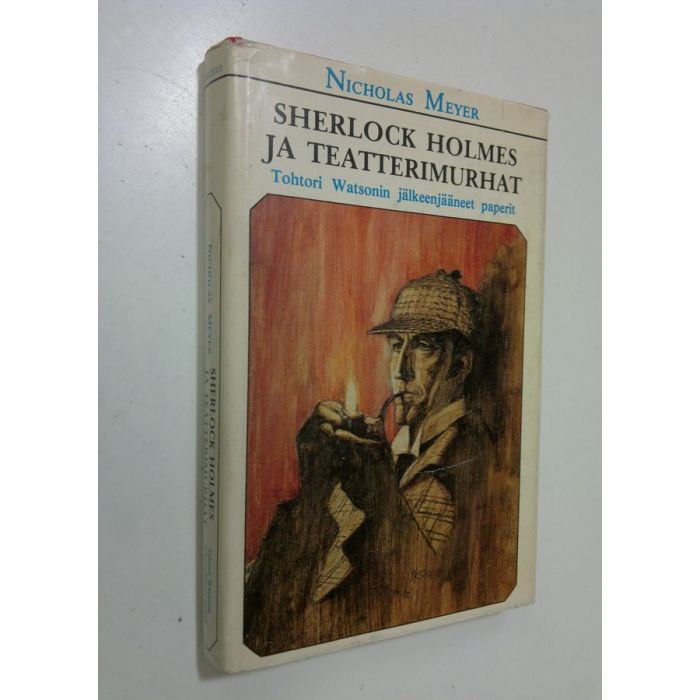 NICHOLAS MEYER
SHERLOCK HOLMES
JA TEATTERIMURHAT
Tohtori Watsonin jälkeenjääneet paperit
NICHOLAS MEYER
SHERLOCK HOLMES
JA TEATTERIMURHAT